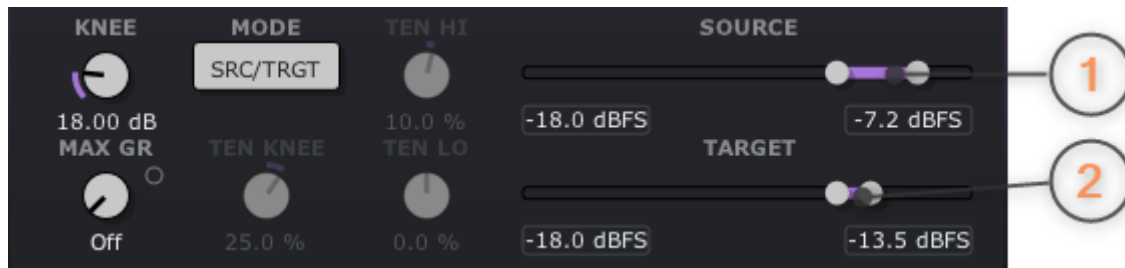 KNEE MODE TEN HI SOURCE
SRC/TRGT
1
18.00 dB 10.0 % -18.0 dBFS -7.2 dBFS
MAX GR TEN KNEE TEN LO TARGET
2
Off 25.0 % 0.0 % -18.0 dBFS -13.5 dBFS